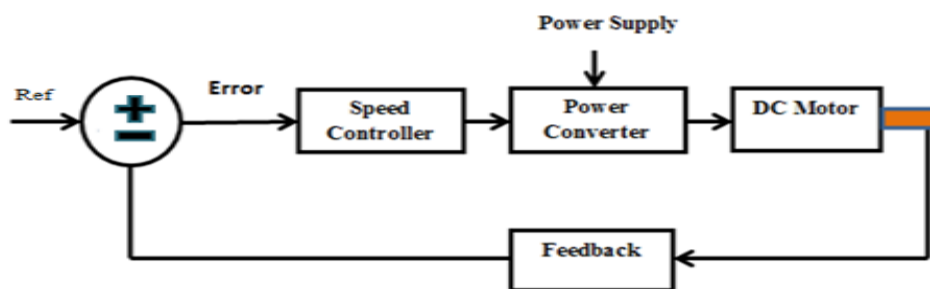 Power Supply
Ref
Error
Speed
Controller
Power
Converter
DC Motor
Feedback